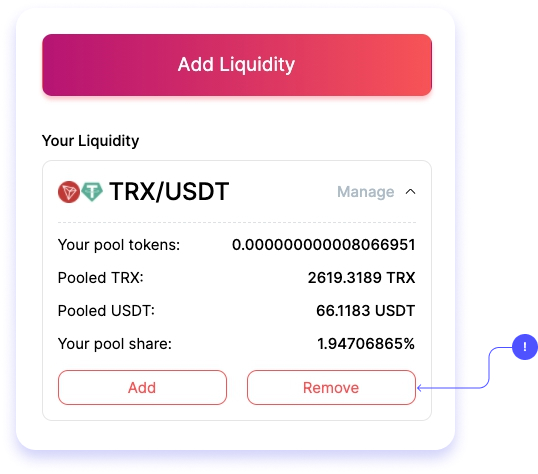 Add Liquidity
Your Liquidity
TRX/USDT Manage
Your pool tokens: 0.000000000008066951
Pooled TRX: 2619.3189 TRX
Pooled USDT: 66.1183 USDT
Your pool share: 1.94706865%
Add Remove
!